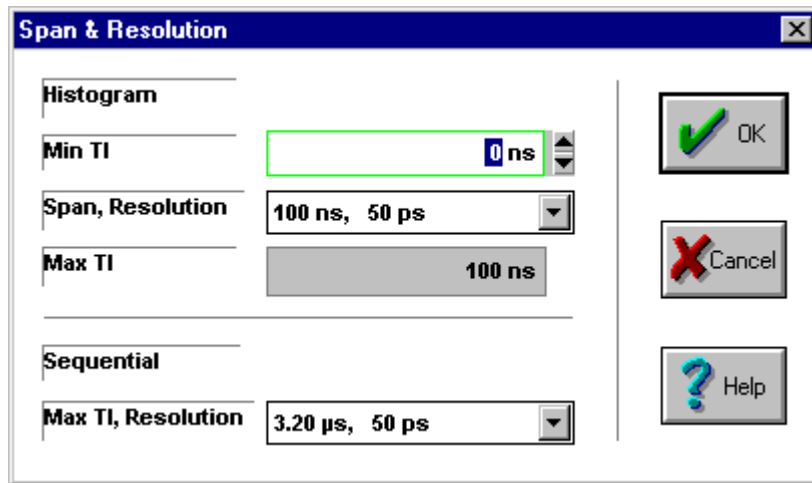 Span & Resolution
Histogram
Min TI
0 ns
Span, Resolution
100 ns, 50 ps
Max TI
100 ns
Sequential
Max TI, Resolution
3.20 µs, 50 ps
OK
Cancel
Help